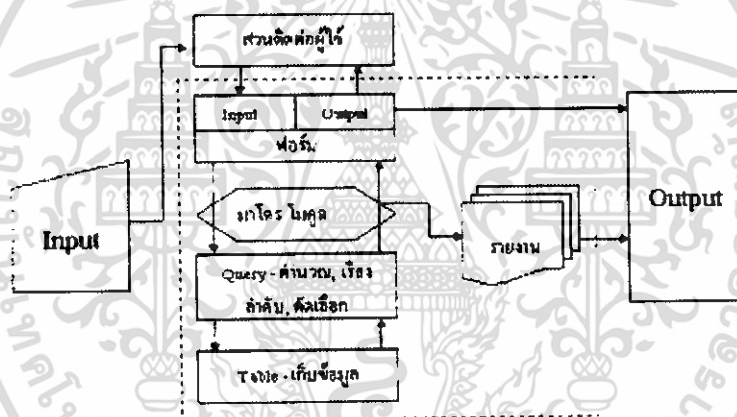 ส่วนติดต่อผู้ใช้
Input
Output
ฟอร์ม
Input
มาโคร โมดูล
Query - คำนวณ, เรียง
ลำดับ, คัดเลือก
Table - เก็บข้อมูล
รายงาน
Output